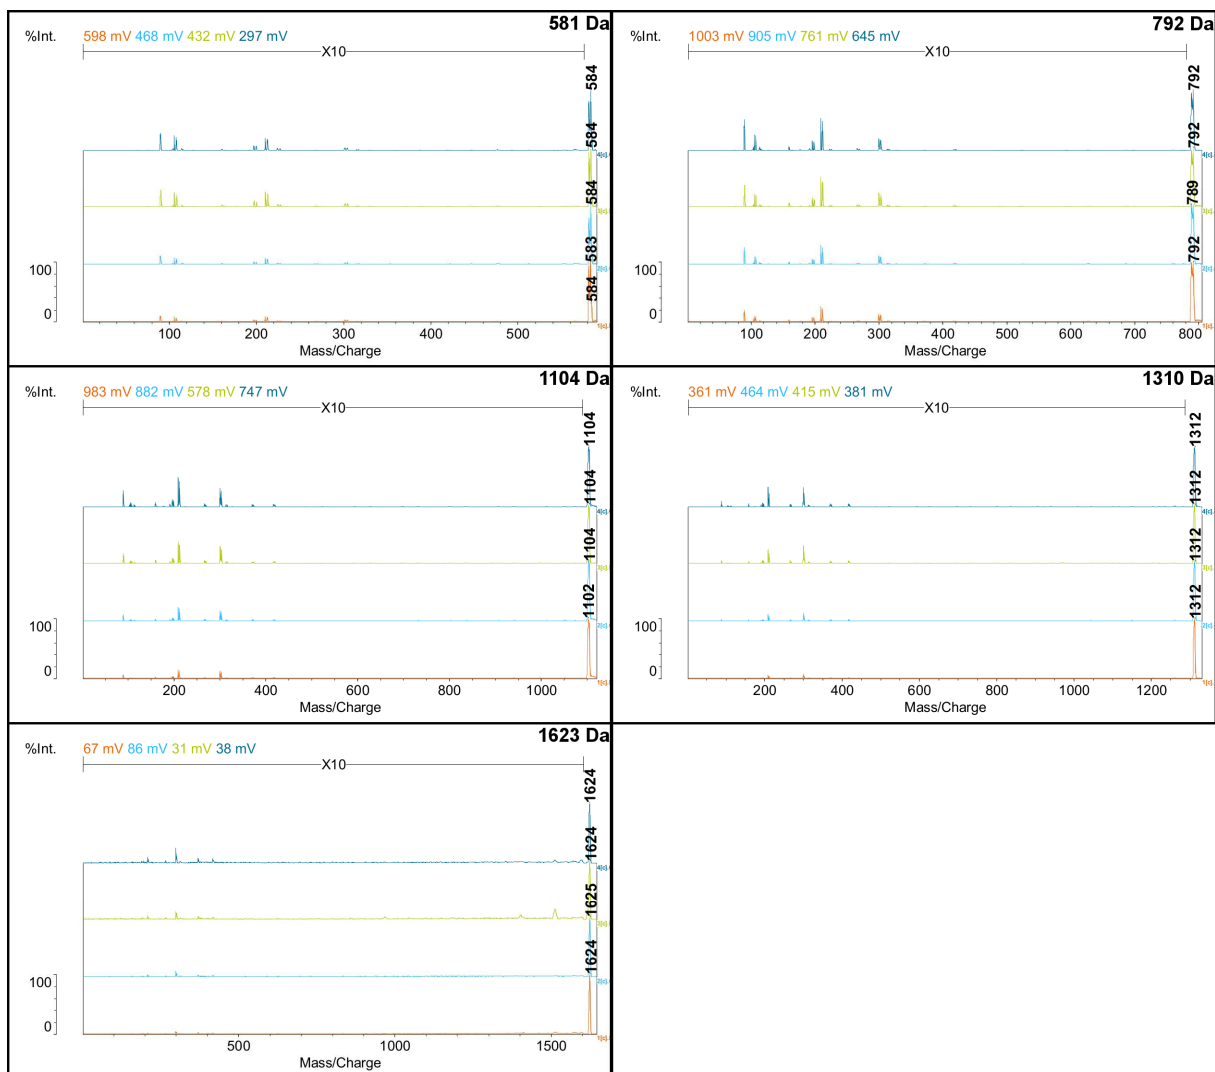 581 Da
%Int.
598 mV 468 mV 432 mV 297 mV
X10
584
584
584
583
584
100
0
100 200 300 400 500
Mass/Charge
792 Da
%Int.
1003 mV 905 mV 761 mV 645 mV
X10
792
792
789
792
100
0
100 200 300 400 500 600 700 800
Mass/Charge
1104 Da
%Int.
983 mV 882 mV 578 mV 747 mV
X10
1104
1104
1104
1102
100
0
200 400 600 800 1000
Mass/Charge
1310 Da
%Int.
361 mV 464 mV 415 mV 381 mV
X10
1312
1312
1312
1312
100
0
200 400 600 800 1000 1200
Mass/Charge
1623 Da
%Int.
67 mV 86 mV 31 mV 38 mV
X10
1624
1624
1625
1624
100
0
500 1000 1500
Mass/Charge